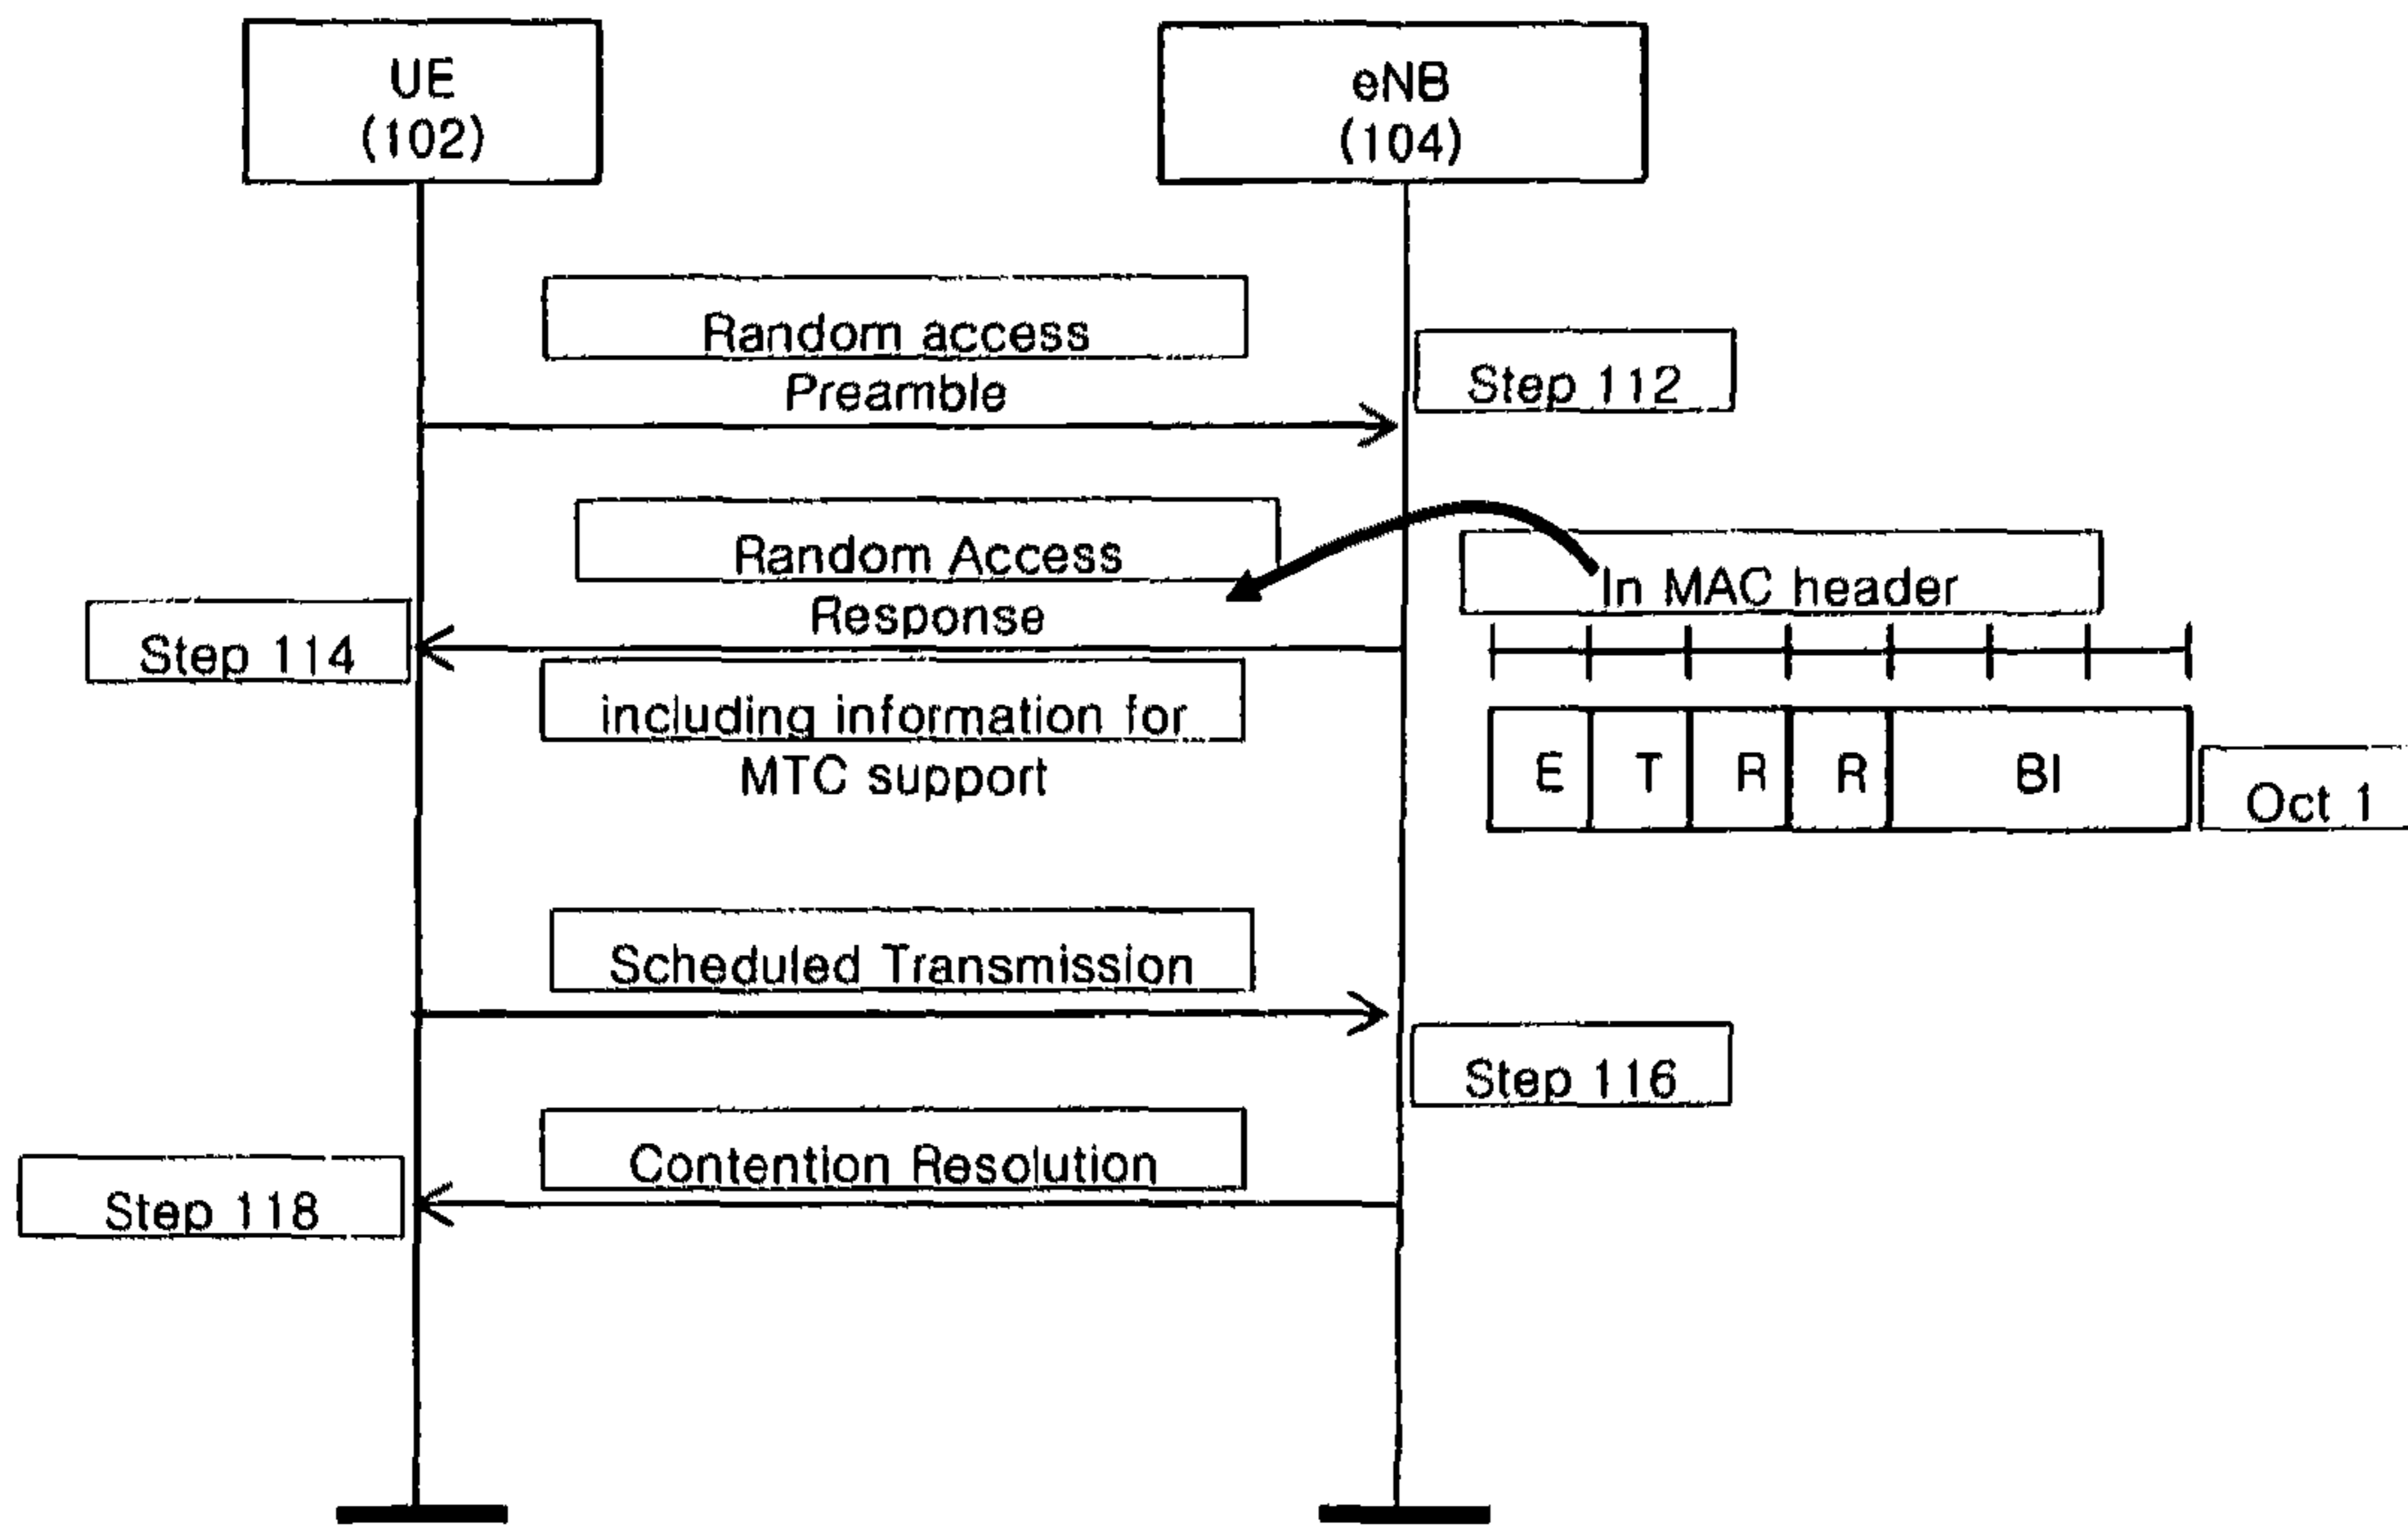 UE
(102)
eNB
(104)
Random access
Preamble
Step 112
Random Access
Response
In MAC header
Step 114
including information for
MTC support
E T R R BI
Oct 1
Scheduled Transmission
Step 116
Contention Resolution
Step 118